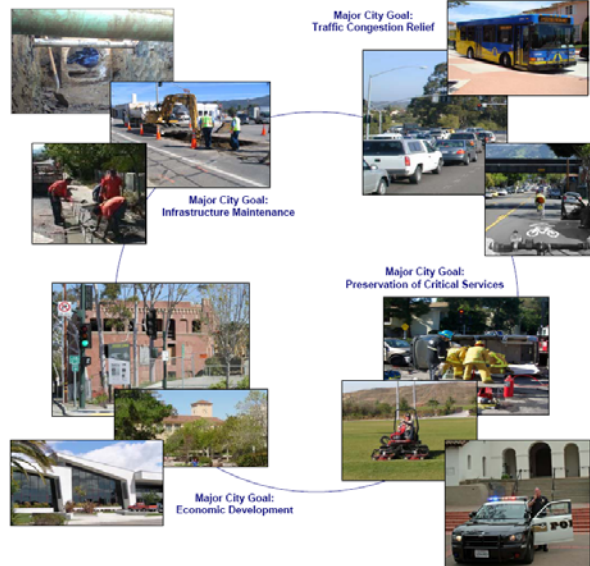 Major City Goal:
Traffic Congestion Relief
Major City Goal:
Infrastructure Maintenance
Major City Goal:
Preservation of Critical Services
Major City Goal:
Economic Development